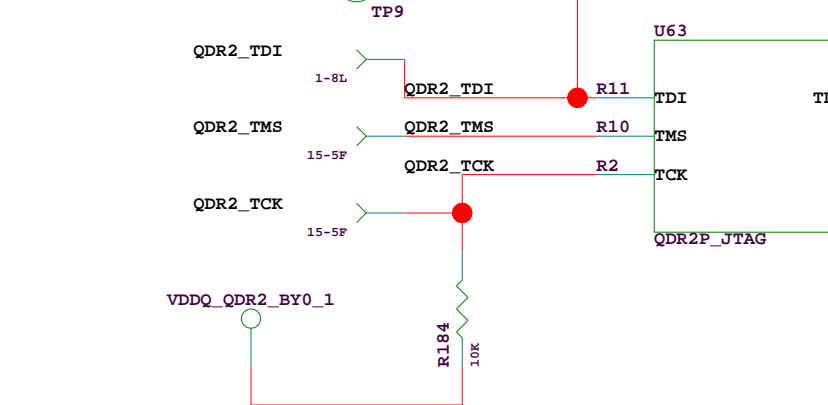 TP9
U63
QDR2_TDI
1-8L
QDR2_TDI
R11
TDI
QDR2_TMS
QDR2_TMS
R10
TMS
15-5F
QDR2_TCK
R2
TCK
QDR2_TCK
15-5F
QDR2P_JTAG
VDDQ_QDR2_BY0_1
R184
10K